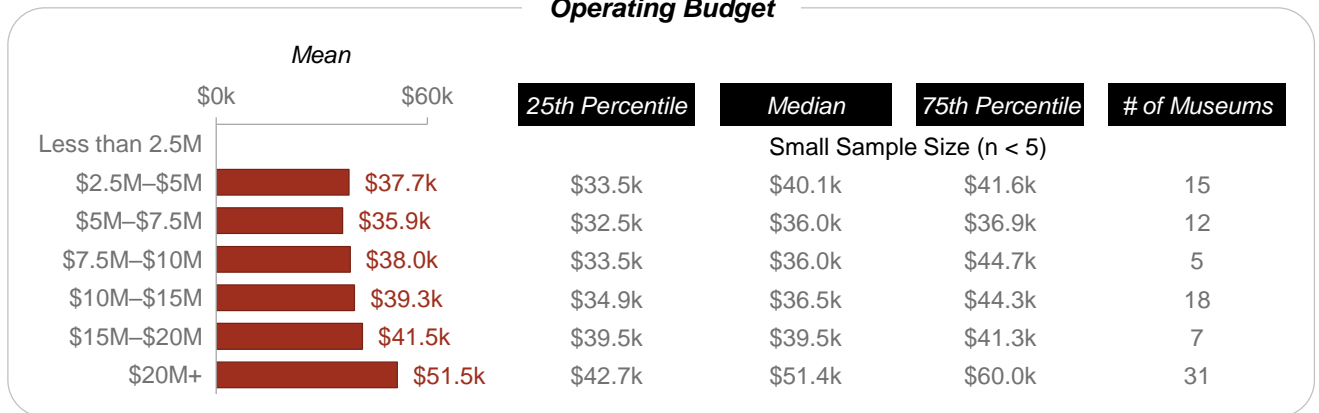 Operating Budget
Mean
$0k $60k 25th Percentile Median 75th Percentile # of Museums
Less than 2.5M Small Sample Size (n < 5)
$2.5M–$5M $37.7k $33.5k $40.1k $41.6k 15
$5M–$7.5M $35.9k $32.5k $36.0k $36.9k 12
$7.5M–$10M $38.0k $33.5k $36.0k $44.7k 5
$10M–$15M $39.3k $34.9k $36.5k $44.3k 18
$15M–$20M $41.5k $39.5k $39.5k $41.3k 7
$20M+ $51.5k $42.7k $51.4k $60.0k 31